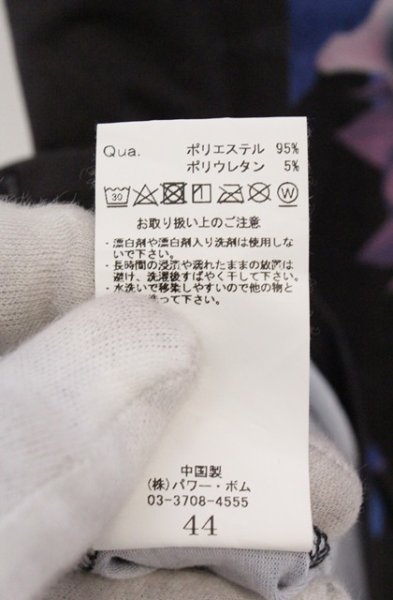 Qua. ポリエステル 95%
ポリウレタン 5%
30 W
お取り扱い上のご注意
・漂白剤や漂白剤入り洗剤は使用しな
いで下さい。
・長時間の浸漬や濡れたままの放置は
避け、洗濯後すばやく干して下さい。
・水洗いで移染しやすいので他の物と
洗って下さい。
中国製
(株)パワー・ボム
03-3708-4555
44